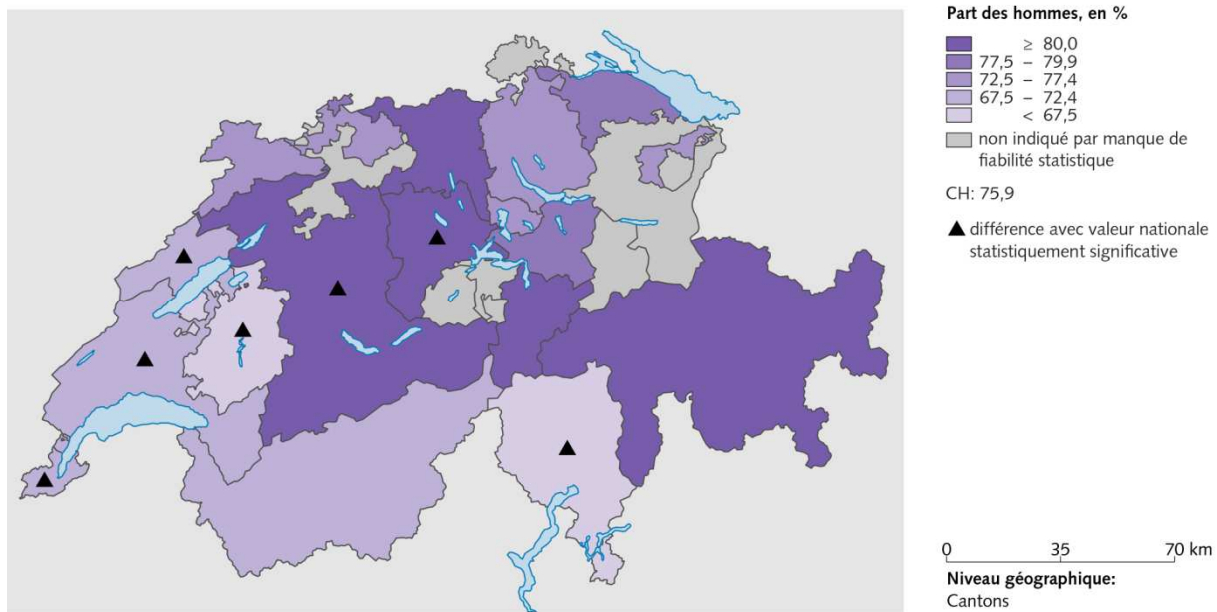 Part des hommes, en %
≥ 80,0
77,5 – 79,9
72,5 – 77,4
67,5 – 72,4
< 67,5
non indiqué par manque de
fiabilité statistique
CH: 75,9
▲ différence avec valeur nationale
statistiquement significative
0 35 70 km
Niveau géographique:
Cantons